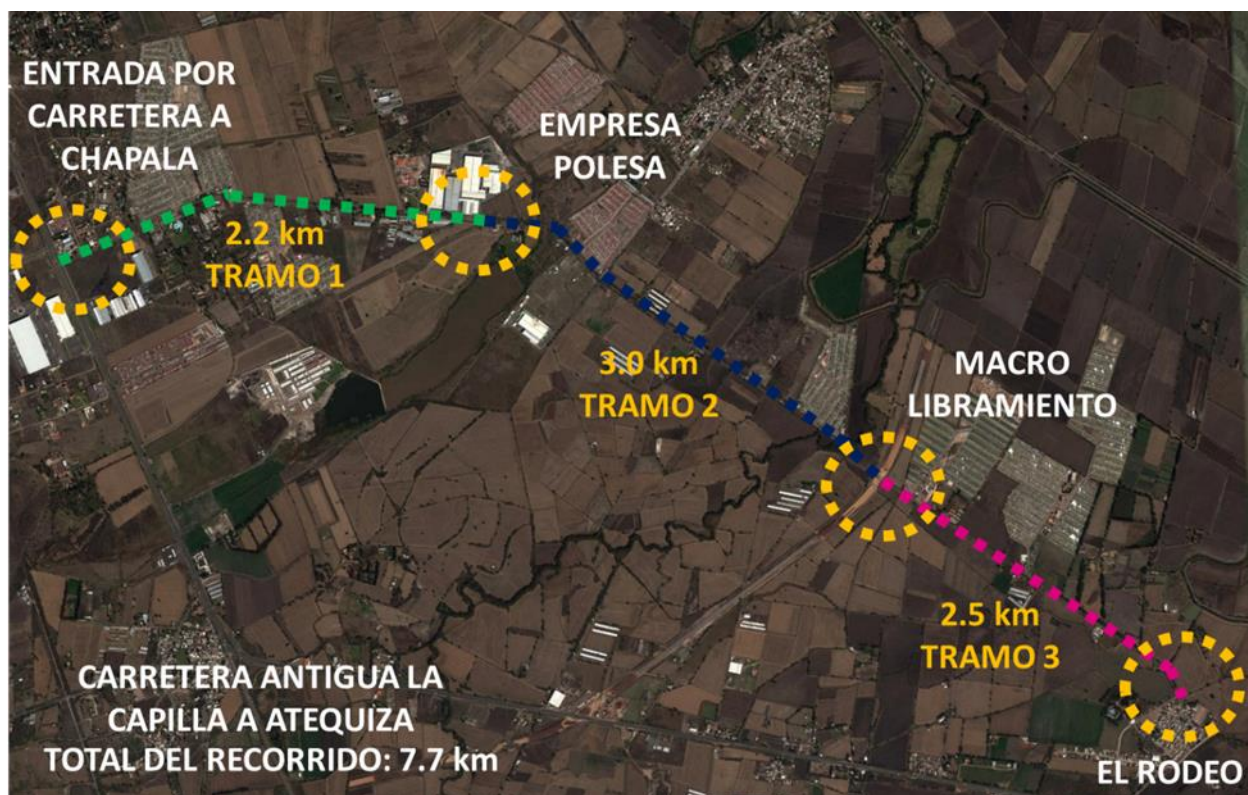 ENTRADA POR
CARRETERA A
CHAPALA
EMPRESA
POLESA
2.2 km
TRAMO 1
3.0 km
TRAMO 2
MACRO
LIBRAMIENTO
2.5 km
TRAMO 3
CARRETERA ANTIGUA LA
CAPILLA A ATEQUIZA
TOTAL DEL RECORRIDO: 7.7 km
EL RODEO